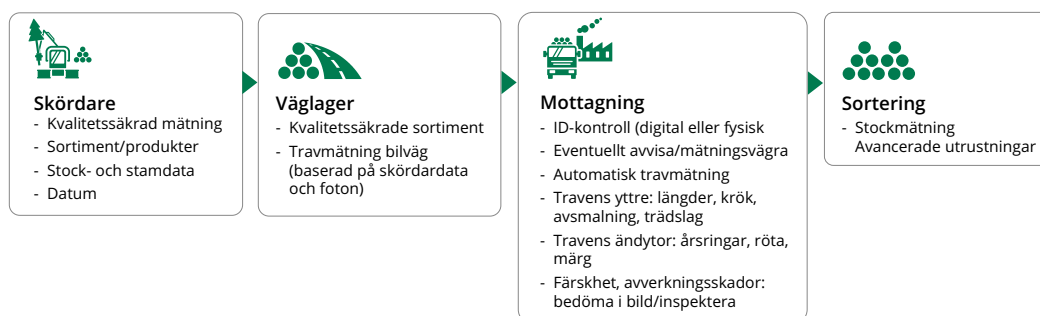 Skördare
- Kvalitetssäkrad mätning
- Sortiment/produkter
- Stock- och stamdata
- Datum
Väglager
- Kvalitetssäkrade sortiment
- Travmätning bilväg
(baserad på skördardata
och foton)
Mottagning
- ID-kontroll (digital eller fysisk
- Eventuellt avvisa/mätningsvägra
- Automatisk travmätning
- Travens yttre: längder, krök,
avsmalning, trädslag
- Travens ändytor: årsringar, röta,
märg
- Färskhet, avverkningsskador:
bedöma i bild/inspektera
Sortering
- Stockmätning
Avancerade utrustningar